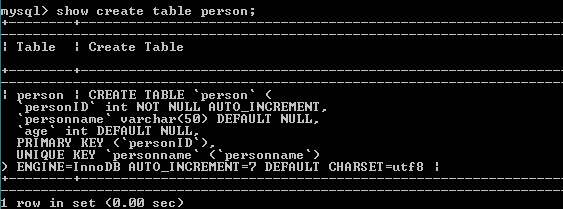 mysql> show create table person;
+--------+----------------------------------------------------------
------------------------------------------------------------------------
| Table  | Create Table

+--------+----------------------------------------------------------
------------------------------------------------------------------------
| person | CREATE TABLE `person` (
  `personID` int NOT NULL AUTO_INCREMENT,
  `personname` varchar(50) DEFAULT NULL,
  `age` int DEFAULT NULL,
  PRIMARY KEY (`personID`),
  UNIQUE KEY `personname` (`personname`)
) ENGINE=InnoDB AUTO_INCREMENT=7 DEFAULT CHARSET=utf8 |
+--------+----------------------------------------------------------
------------------------------------------------------------------------
1 row in set (0.00 sec)